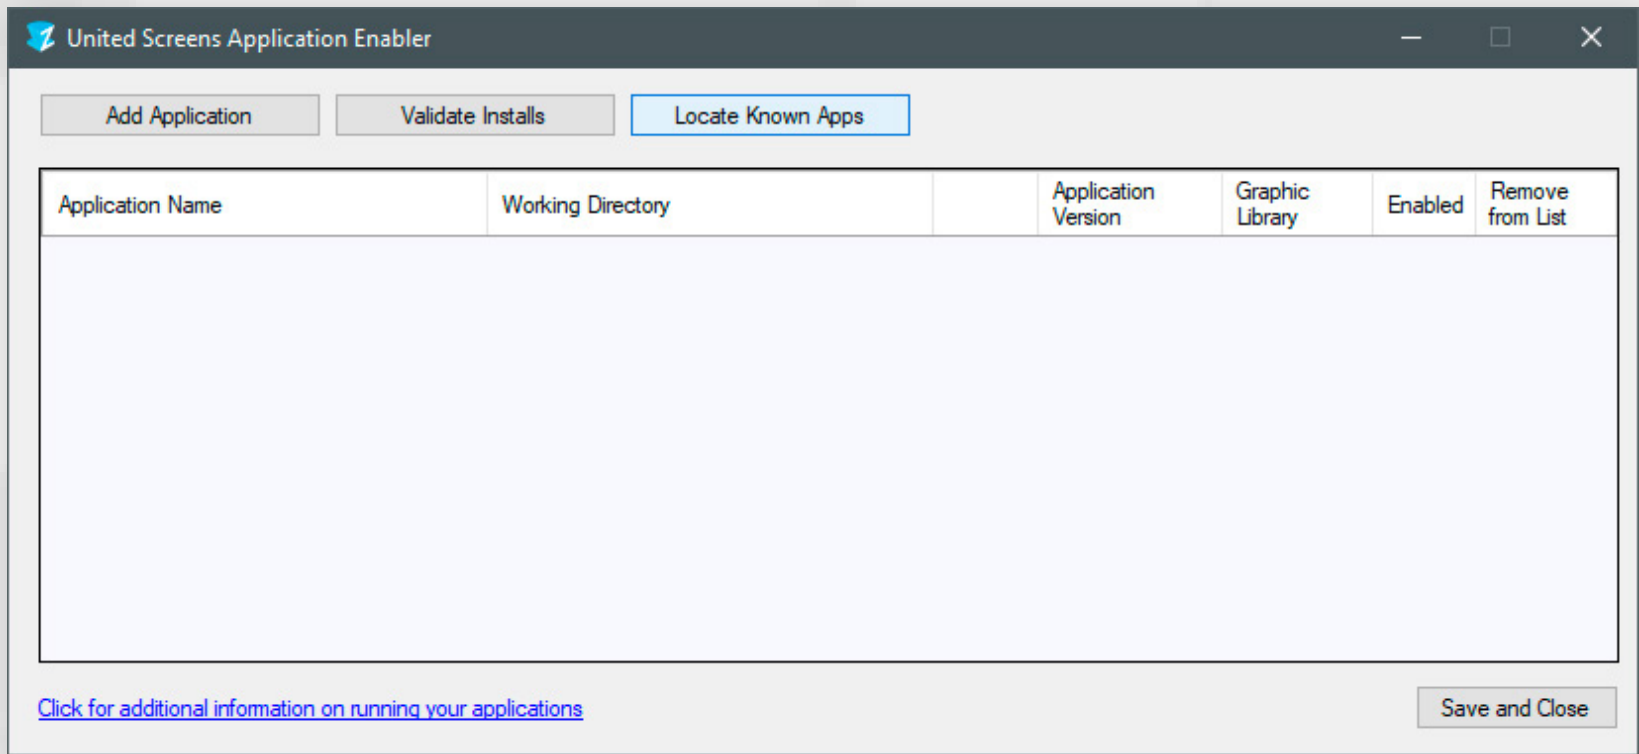 United Screens Application Enabler
Add Application
Validate Installs
Locate Known Apps
Application Name
Working Directory
Application
Version
Graphic
Library
Enabled
Remove
from List
Click for additional information on running your applications
Save and Close